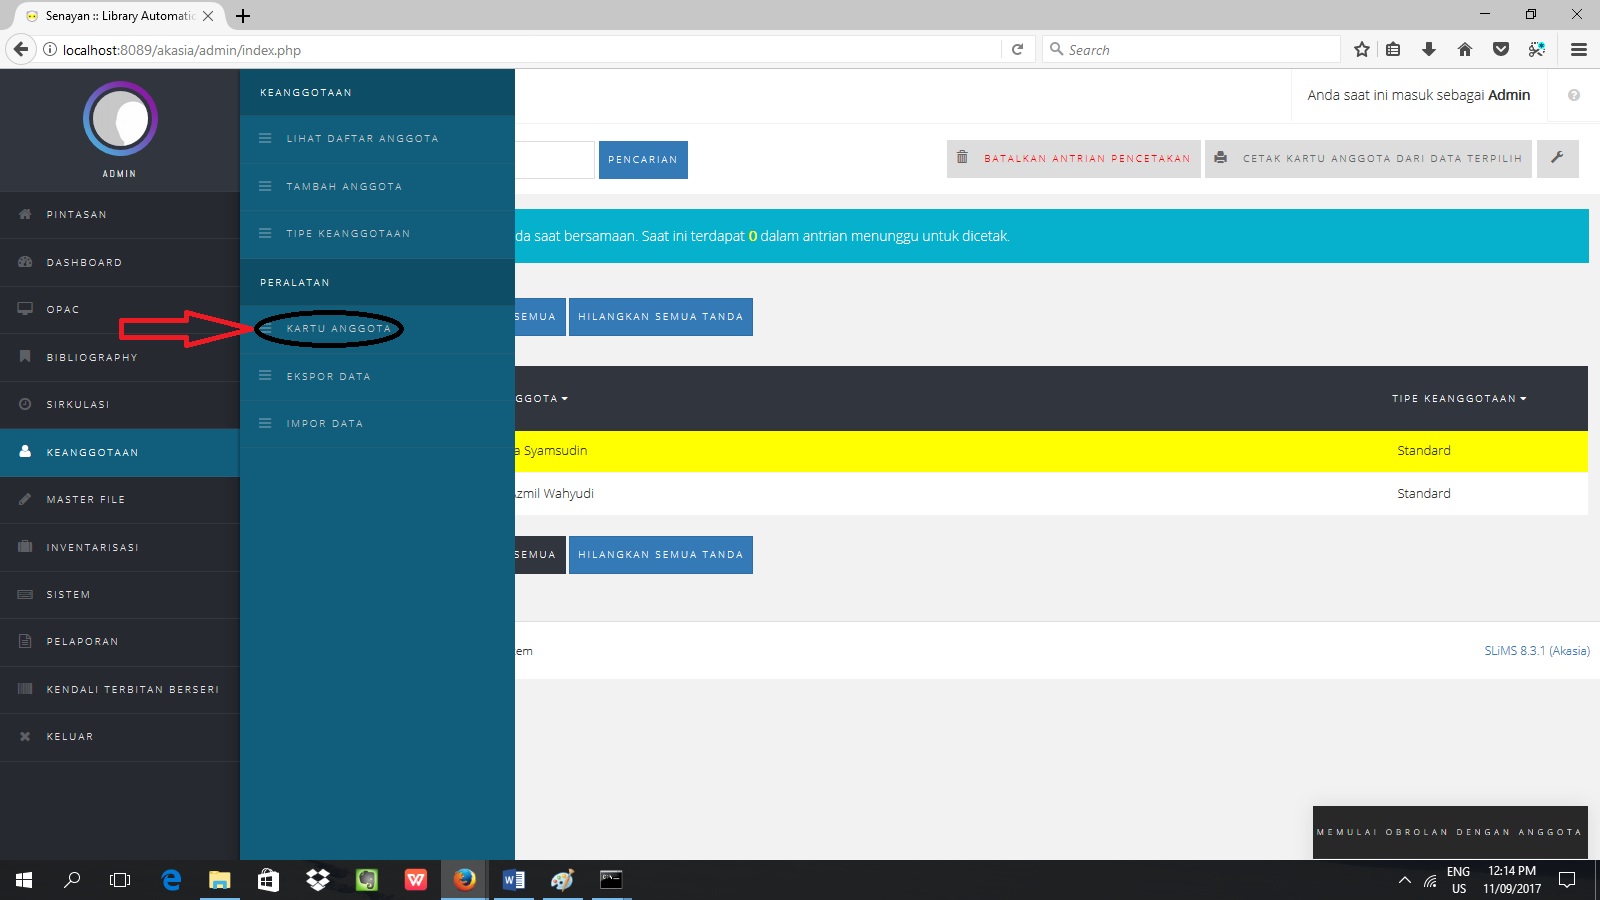 Senayan :: Library Automatic
localhost:8089/akasia/admin/index.php
Search
ADMIN
PINTASAN
DASHBOARD
OPAC
BIBLIOGRAPHY
SIRKULASI
KEANGGOTAAN
MASTER FILE
INVENTARISASI
SISTEM
PELAPORAN
KENDALI TERBITAN BERSERI
KELUAR
KEANGGOTAAN
LIHAT DAFTAR ANGGOTA
TAMBAH ANGGOTA
TIPE KEANGGOTAAN
PERALATAN
KARTU ANGGOTA
EKSPOR DATA
IMPOR DATA
Anda saat ini masuk sebagai Admin
PENCARIAN
BATALKAN ANTRIAN PENCETAKAN
CETAK KARTU ANGGOTA DARI DATA TERPILIH
da saat bersamaan. Saat ini terdapat 0 dalam antrian menunggu untuk dicetak.
SEMUA
HILANGKAN SEMUA TANDA
GGOTA
TIPE KEANGGOTAAN
a Syamsudin
Standard
Azmil Wahyudi
Standard
SEMUA
HILANGKAN SEMUA TANDA
tem
SLiMS 8.3.1 (Akasia)
MEMULAI OBROLAN DENGAN ANGGOTA
ENG
US
12:14 PM
11/09/2017